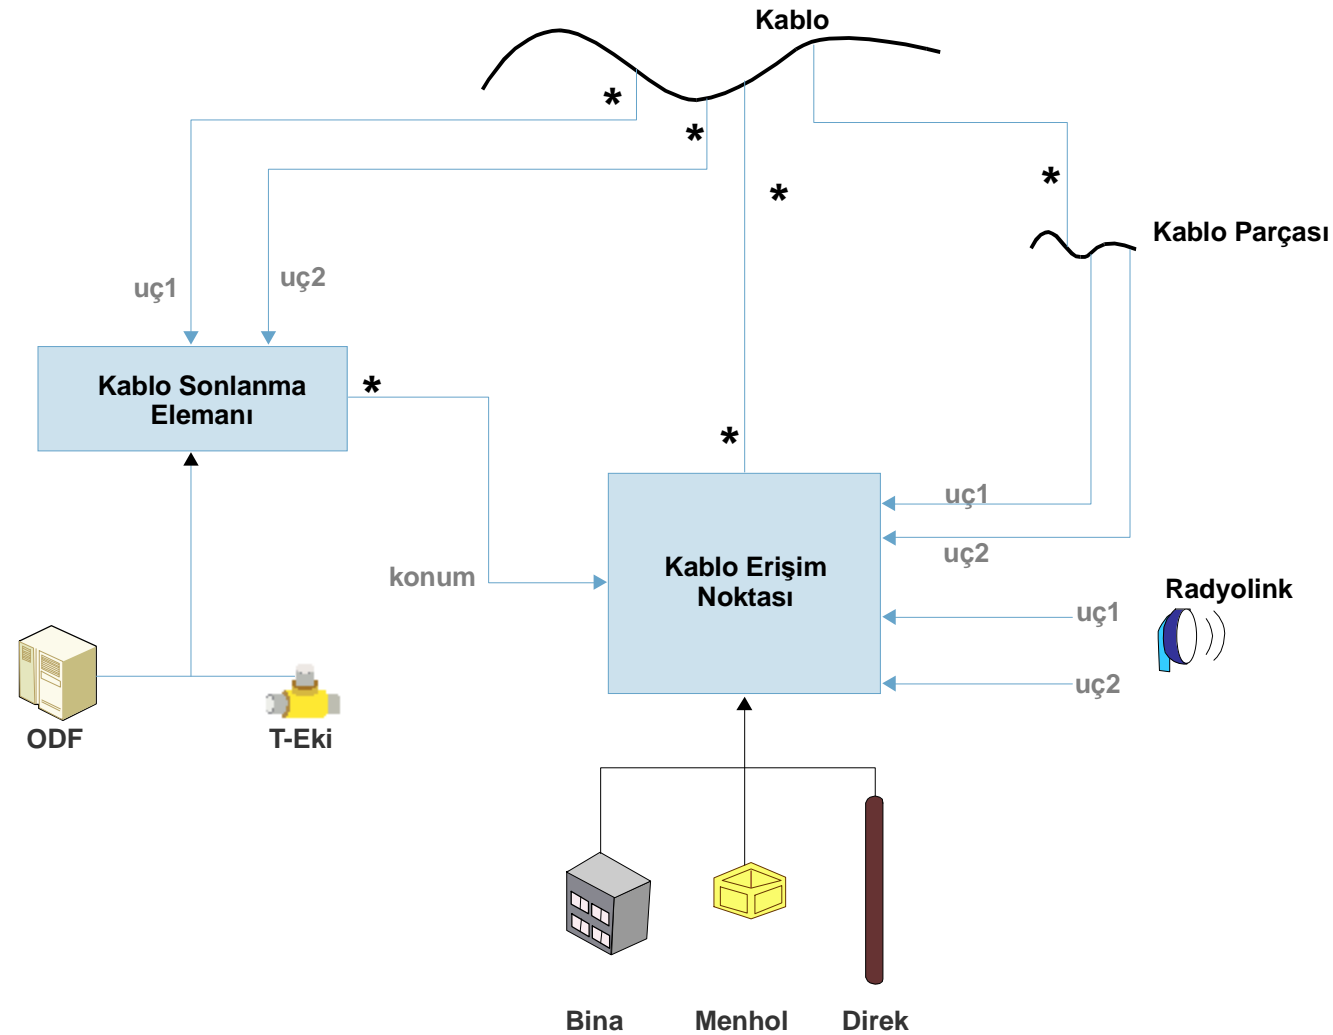 Kablo
*
*
*
*
Kablo Parçası
uç1
uç2
Kablo Sonlanma
Elemanı
*
*
uç1
uç2
konum
Kablo Erişim
Noktası
Radyolink
uç1
uç2
ODF
T-Eki
Bina
Menhol
Direk